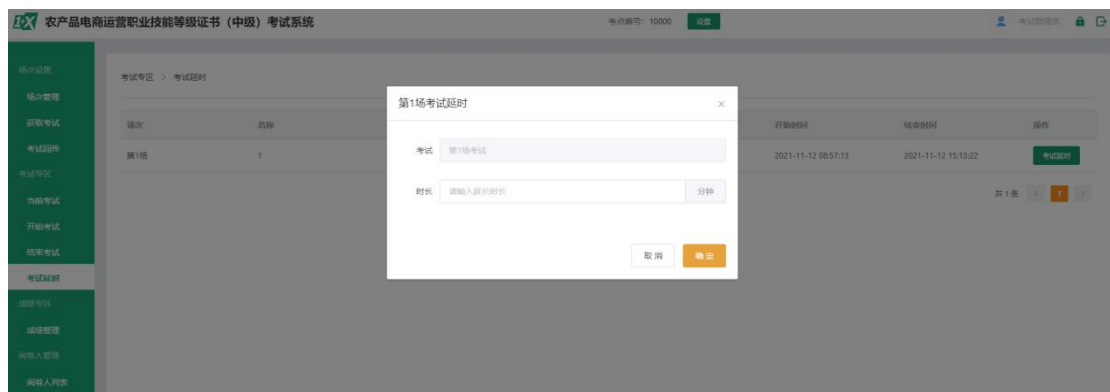 1+X 农产品电商运营职业技能等级证书（中级）考试系统 考点编号：10000 设置 考试管理员
场次设置
场次管理
获取考试
考试回传
考试专区
当前考试
开始考试
结束考试
考试延时
成绩专区
成绩管理
阅卷人管理
阅卷人列表
考试专区 > 考试延时
场次 名称 开始时间 结束时间 操作
第1场 1 2021-11-12 08:57:13 2021-11-12 15:13:22 考试延时
共1条 < 1 >
第1场考试延时 ×
考试 第1场考试
时长 请输入延长时长 分钟
取消 确定